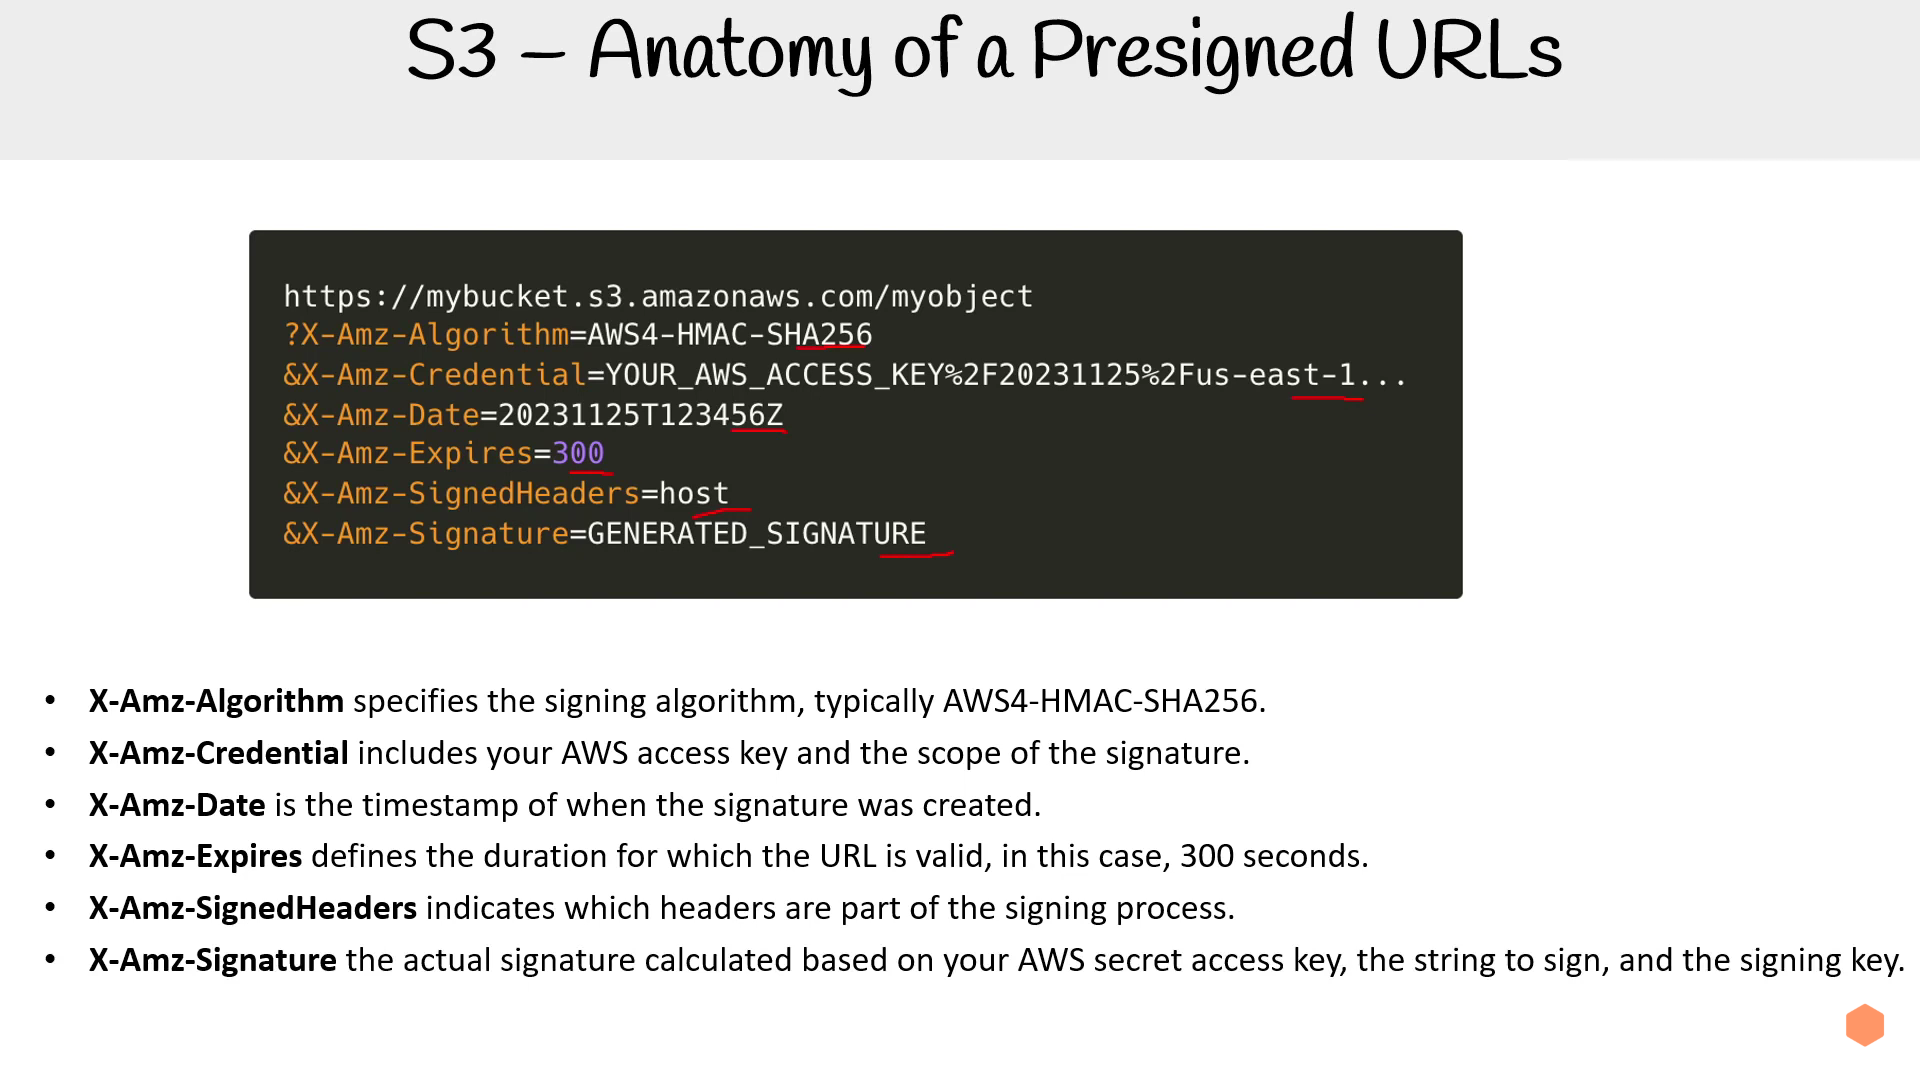 S3 – Anatomy of a Presigned URLs
https://mybucket.s3.amazonaws.com/myobject
?X-Amz-Algorithm=AWS4-HMAC-SHA256
&X-Amz-Credential=YOUR_AWS_ACCESS_KEY%2F20231125%2Fus-east-1...
&X-Amz-Date=20231125T123456Z
&X-Amz-Expires=300
&X-Amz-SignedHeaders=host
&X-Amz-Signature=GENERATED_SIGNATURE
• X-Amz-Algorithm specifies the signing algorithm, typically AWS4-HMAC-SHA256.
• X-Amz-Credential includes your AWS access key and the scope of the signature.
• X-Amz-Date is the timestamp of when the signature was created.
• X-Amz-Expires defines the duration for which the URL is valid, in this case, 300 seconds.
• X-Amz-SignedHeaders indicates which headers are part of the signing process.
• X-Amz-Signature the actual signature calculated based on your AWS secret access key, the string to sign, and the signing key.